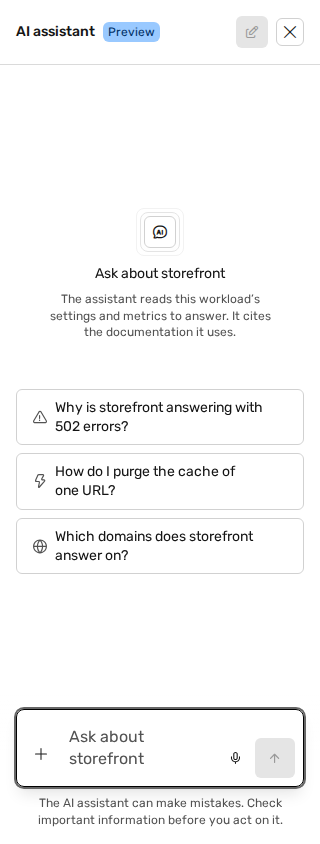 AI assistant
Preview
AI
Ask about storefront
The assistant reads this workload's
settings and metrics to answer. It cites
the documentation it uses.
Why is storefront answering with
502 errors?
How do I purge the cache of
one URL?
Which domains does storefront
answer on?
Ask about
storefront
The AI assistant can make mistakes. Check
important information before you act on it.